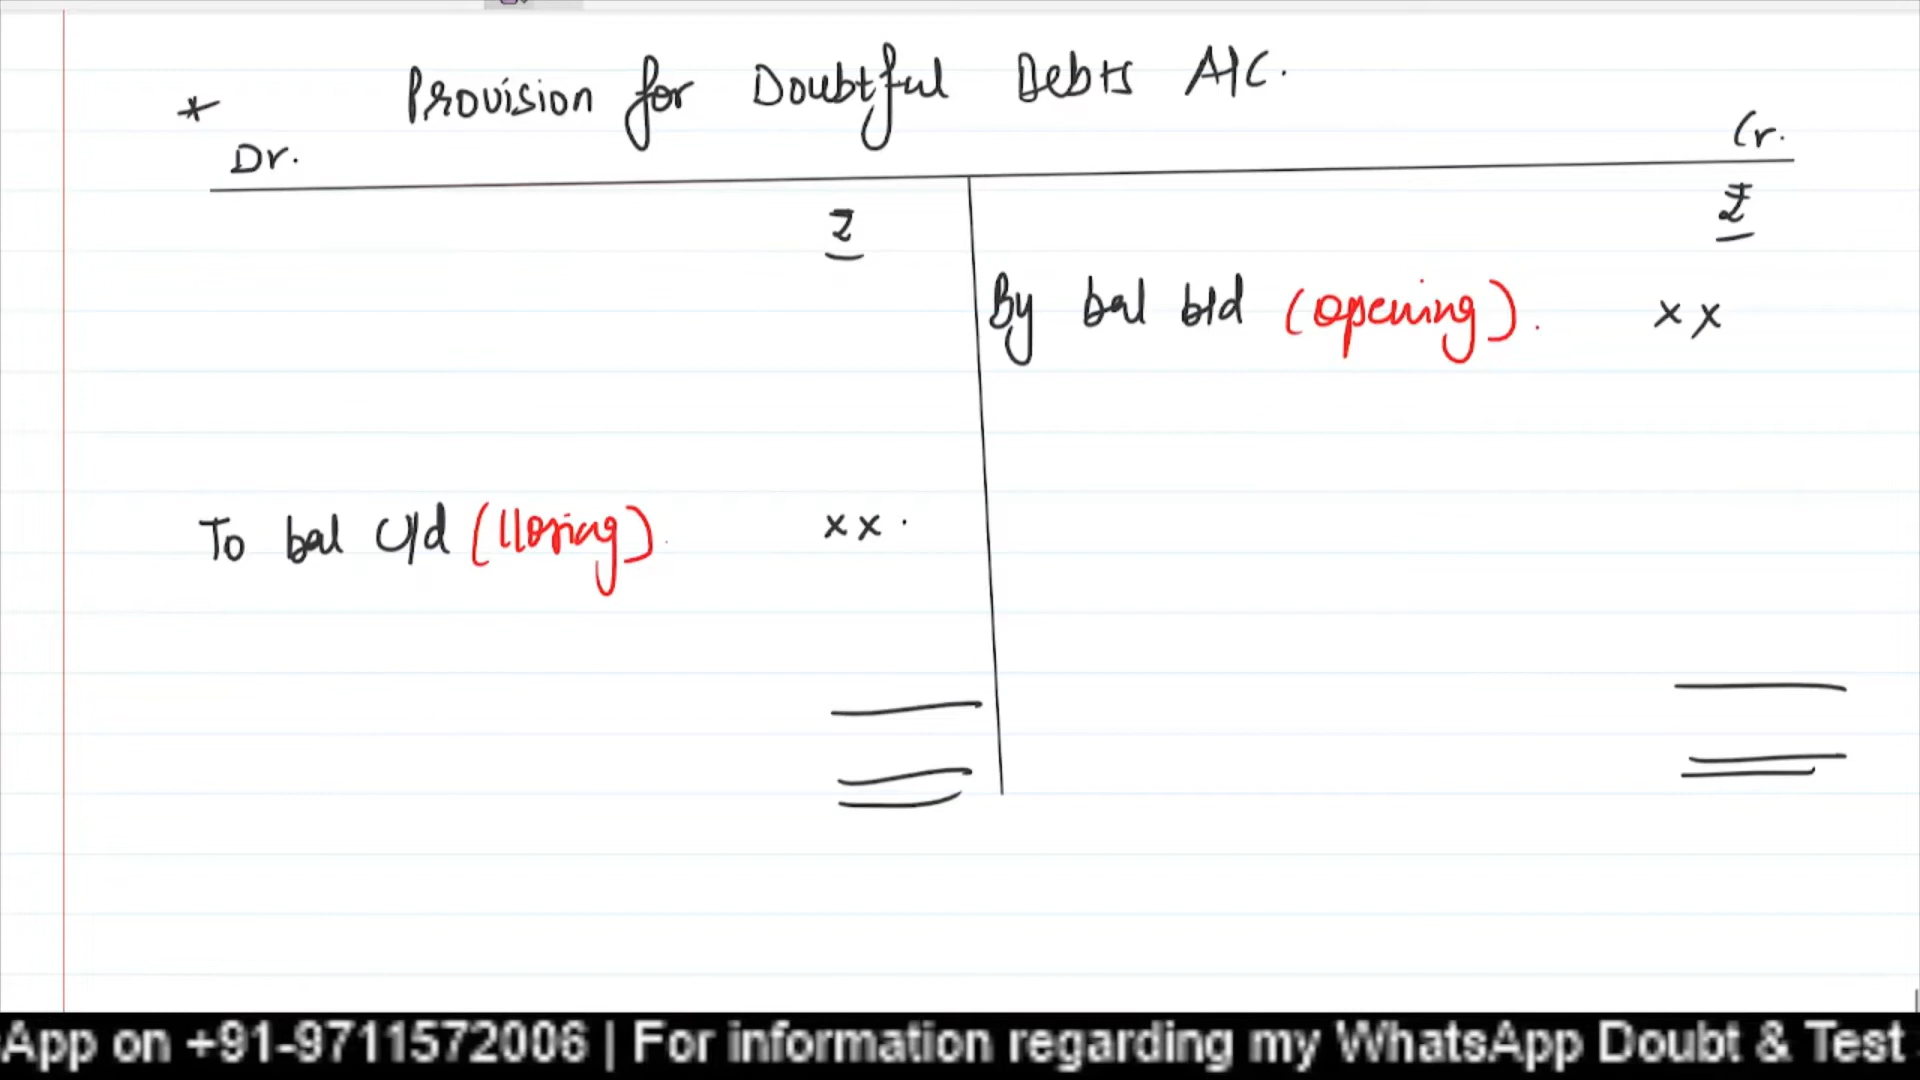 * Provision for Doubtful Debts A/C.
Dr. Cr.
₹ ₹
By bal b/d (opening). xx
To bal c/d (closing). xx.
App on +91-9711572006 | For information regarding my WhatsApp Doubt & Test